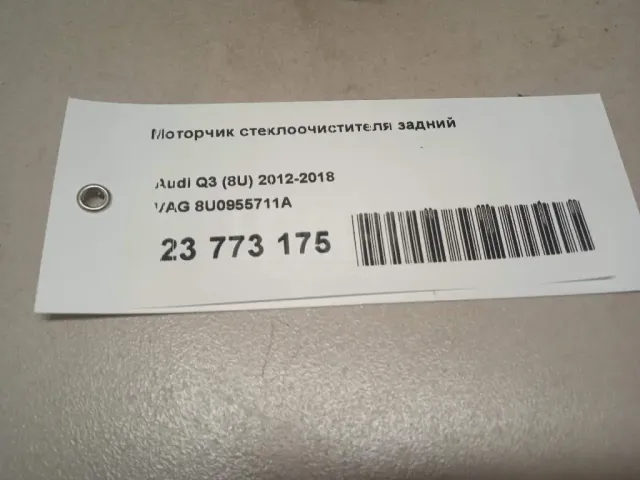 Моторчик стеклоочистителя задний
Audi Q3 (8U) 2012-2018
VAG 8U0955711A
23 773 175